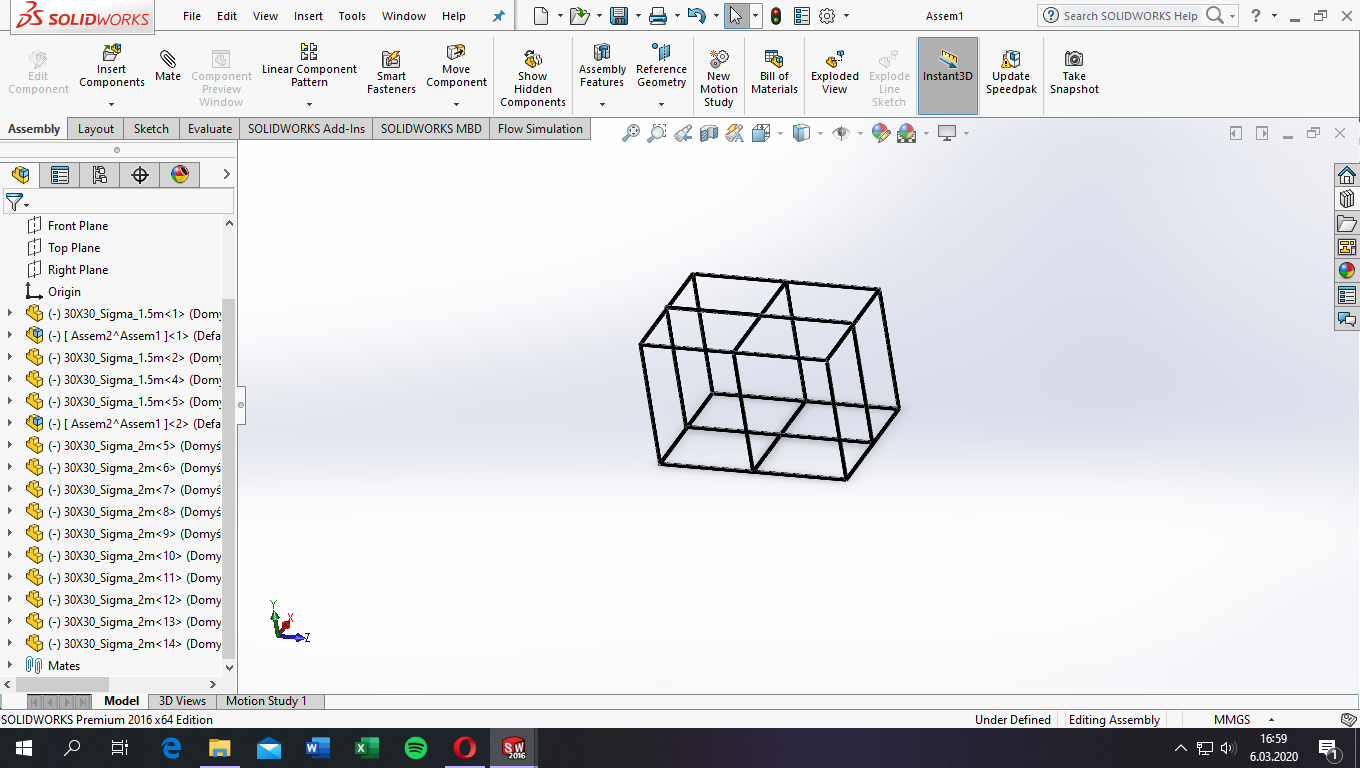 SOLIDWORKS
File Edit View Insert Tools Window Help
Assem1
Search SOLIDWORKS Help
?
Edit Component
Insert Components
Mate
Component Preview Window
Linear Component Pattern
Smart Fasteners
Move Component
Show Hidden Components
Assembly Features
Reference Geometry
New Motion Study
Bill of Materials
Exploded View
Explode Line Sketch
Instant3D
Update Speedpak
Take Snapshot
Assembly Layout Sketch Evaluate SOLIDWORKS Add-Ins SOLIDWORKS MBD Flow Simulation
Front Plane
Top Plane
Right Plane
Origin
(-) 30X30_Sigma_1.5m<1> (Domy
(-) [ Assem2^Assem1 ]<1> (Defa
(-) 30X30_Sigma_1.5m<2> (Domy
(-) 30X30_Sigma_1.5m<4> (Domy
(-) 30X30_Sigma_1.5m<5> (Domy
(-) [ Assem2^Assem1 ]<2> (Defa
(-) 30X30_Sigma_2m<5> (Domyś
(-) 30X30_Sigma_2m<6> (Domyś
(-) 30X30_Sigma_2m<7> (Domyś
(-) 30X30_Sigma_2m<8> (Domyś
(-) 30X30_Sigma_2m<9> (Domyś
(-) 30X30_Sigma_2m<10> (Domy
(-) 30X30_Sigma_2m<11> (Domy
(-) 30X30_Sigma_2m<12> (Domy
(-) 30X30_Sigma_2m<13> (Domy
(-) 30X30_Sigma_2m<14> (Domy
Mates
Y
X
Z
Model 3D Views Motion Study 1
SOLIDWORKS Premium 2016 x64 Edition
Under Defined Editing Assembly MMGS
SW 2016
16:59
6.03.2020
1